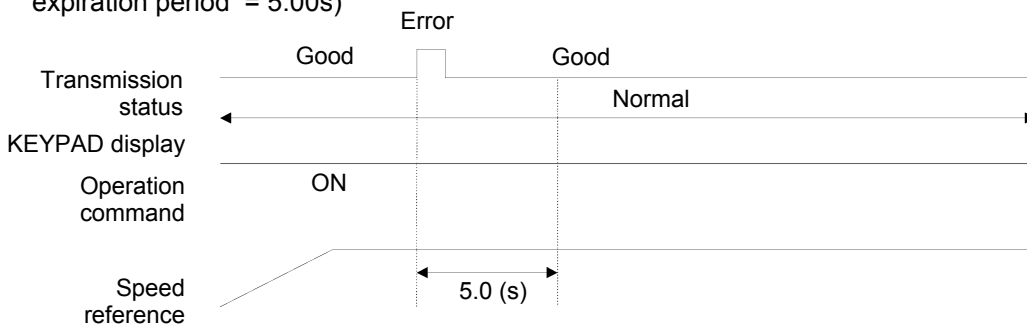 expiration period  = 5.00s)
Error
Good
Good
Transmission
status
Normal
KEYPAD display
Operation
command
ON
Speed
reference
5.0 (s)